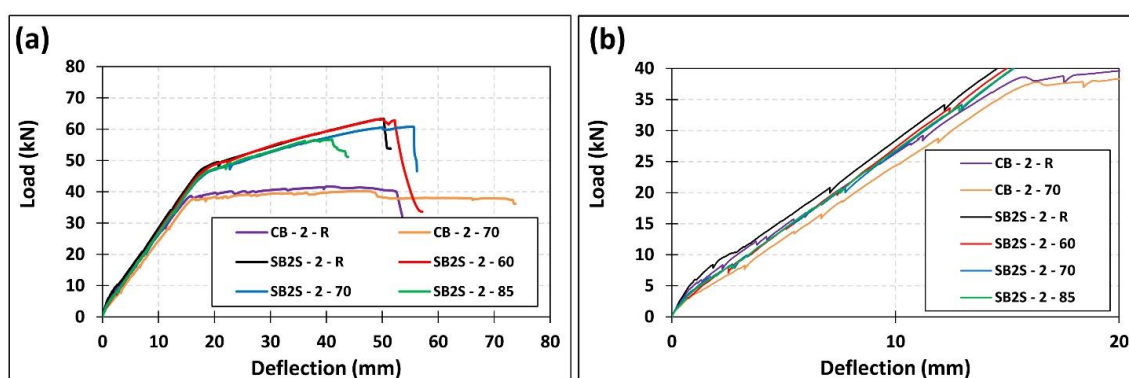 (a)
Load (kN)
80
70
60
50
40
30
20
10
0
CB - 2 - R
CB - 2 - 70
SB2S - 2 - R
SB2S - 2 - 60
SB2S - 2 - 70
SB2S - 2 - 85
0 10 20 30 40 50 60 70 80
Deflection (mm)
(b)
Load (kN)
40
35
30
25
20
15
10
5
0
CB - 2 - R
CB - 2 - 70
SB2S - 2 - R
SB2S - 2 - 60
SB2S - 2 - 70
SB2S - 2 - 85
0 10 20
Deflection (mm)